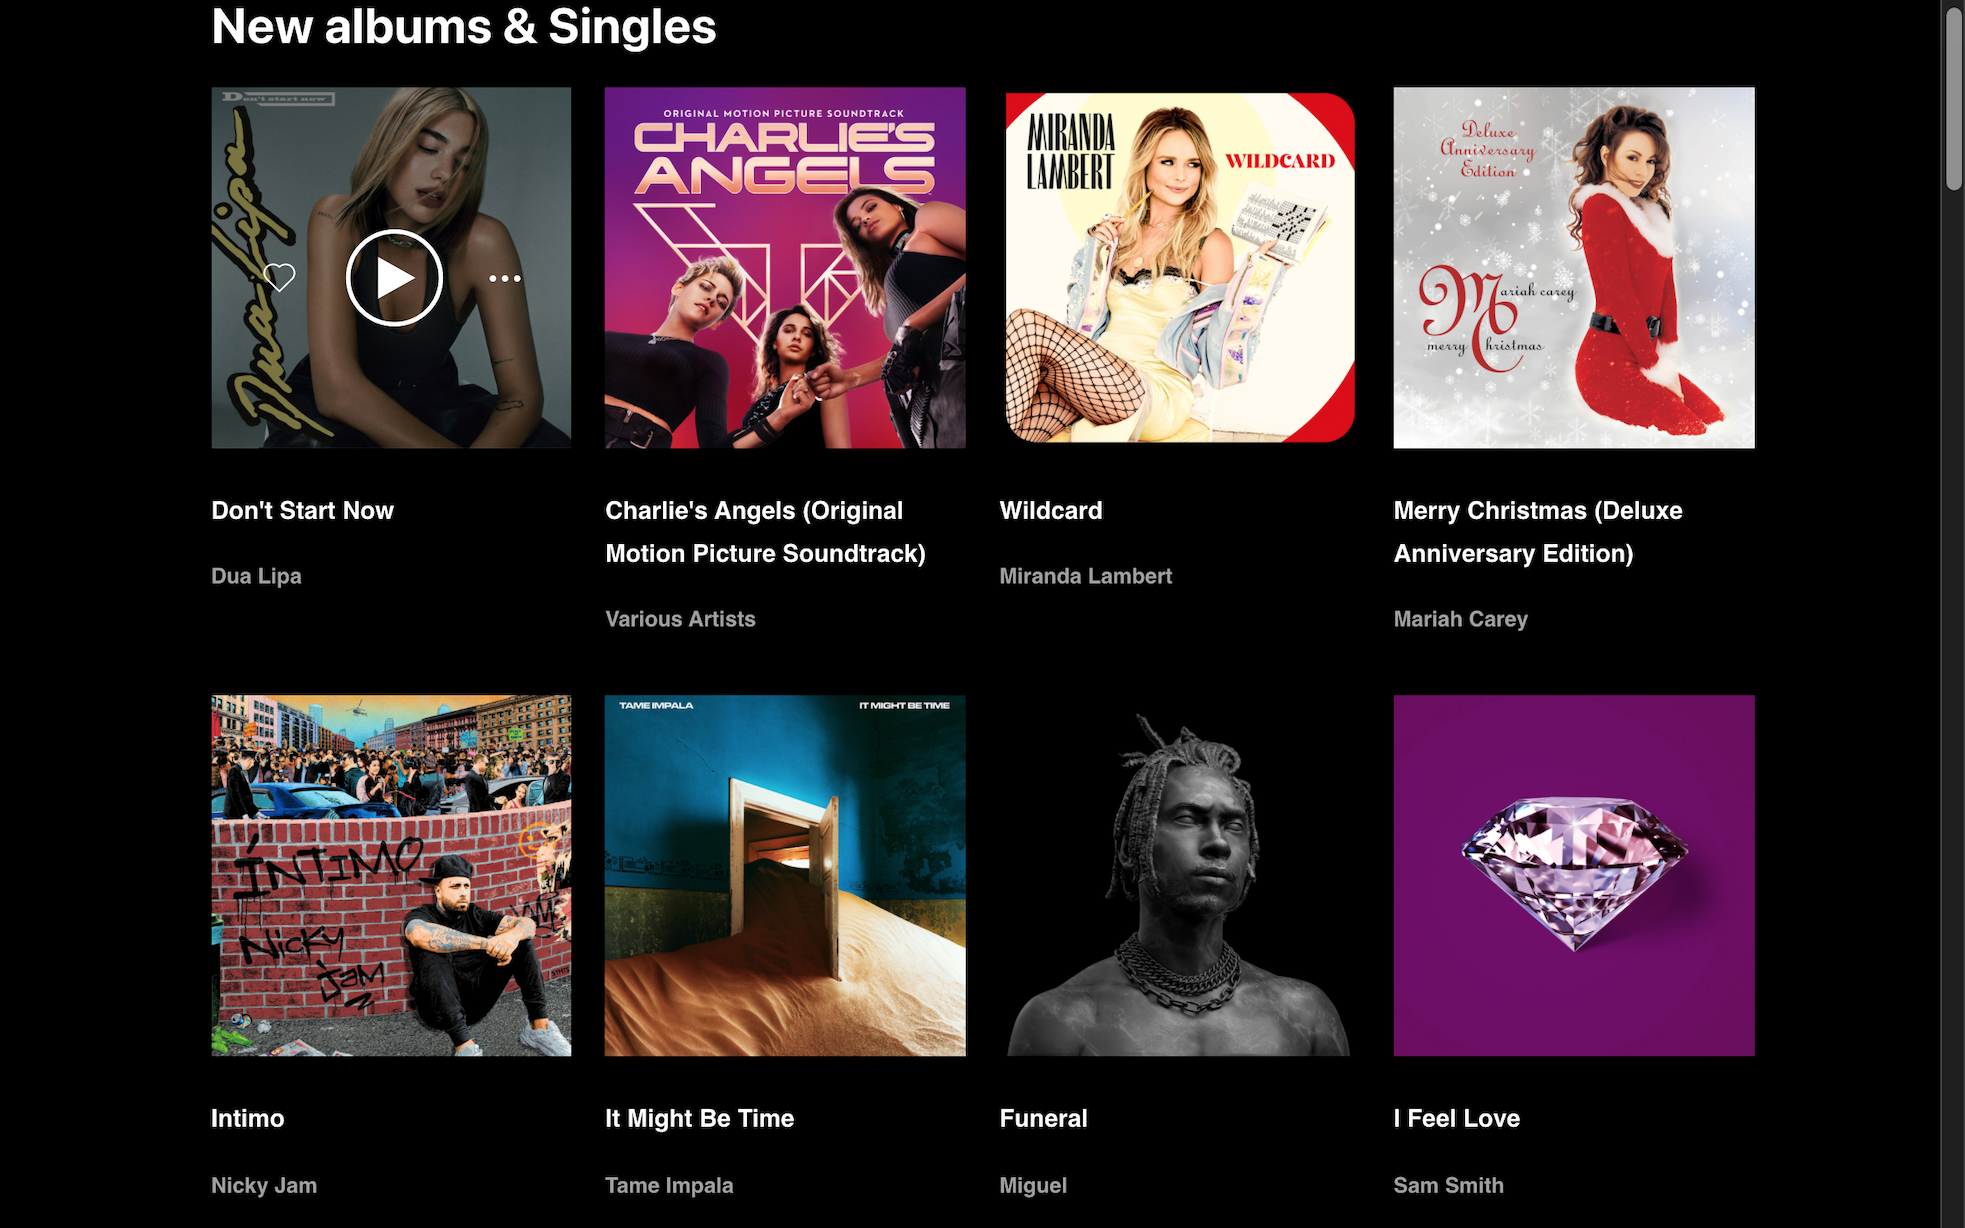 New albums & Singles
Don't start now
Dua Lipa
ORIGINAL MOTION PICTURE SOUNDTRACK
CHARLIE'S
ANGELS
MIRANDA
LAMBERT
WILDCARD
Deluxe
Anniversary
Edition
Mariah carey
merry Christmas
Don't Start Now
Dua Lipa
Charlie's Angels (Original
Motion Picture Soundtrack)
Various Artists
Wildcard
Miranda Lambert
Merry Christmas (Deluxe
Anniversary Edition)
Mariah Carey
ÍNTIMO
Nicky
Jam
TAME IMPALA
IT MIGHT BE TIME
Intimo
Nicky Jam
It Might Be Time
Tame Impala
Funeral
Miguel
I Feel Love
Sam Smith